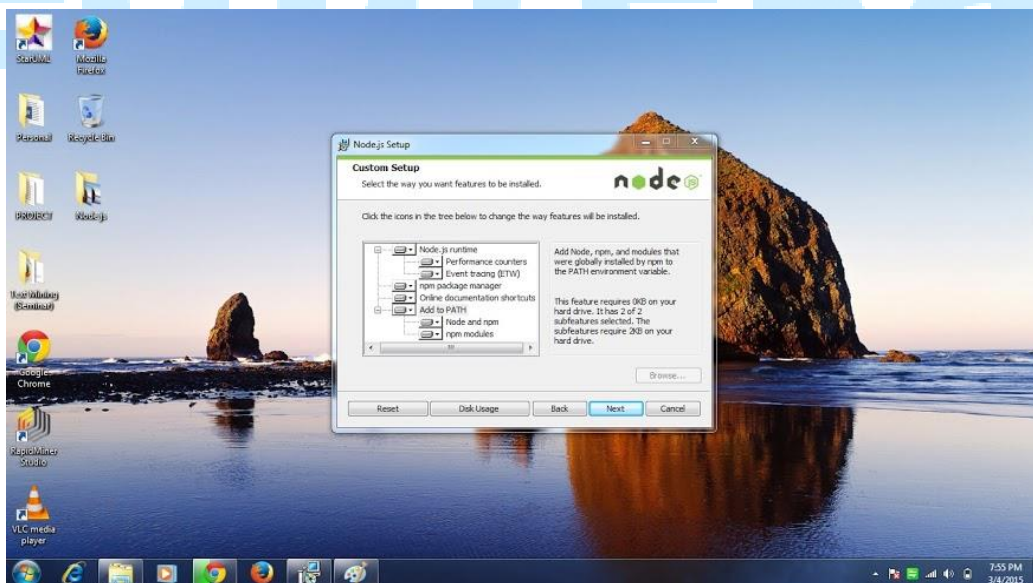 StarUML
Mozilla
Firefox
Personal
Recycle Bin
PROJECT
Node-js
Text Mining
(Seminar)
Google
Chrome
RapidMiner
Studio
VLC media
player
Node.js Setup
Custom Setup
Select the way you want features to be installed.
node JS
Click the icons in the tree below to change the way features will be installed.
Node.js runtime
Performance counters
Event tracing (ETW)
npm package manager
Online documentation shortcuts
Add to PATH
Node and npm
npm modules
Add Node, npm, and modules that
were globally installed by npm to
the PATH environment variable.
This feature requires 0KB on your
hard drive. It has 2 of 2
subfeatures selected. The
subfeatures require 2KB on your
hard drive.
Browse...
Reset Disk Usage Back Next Cancel
7:55 PM
3/4/2015